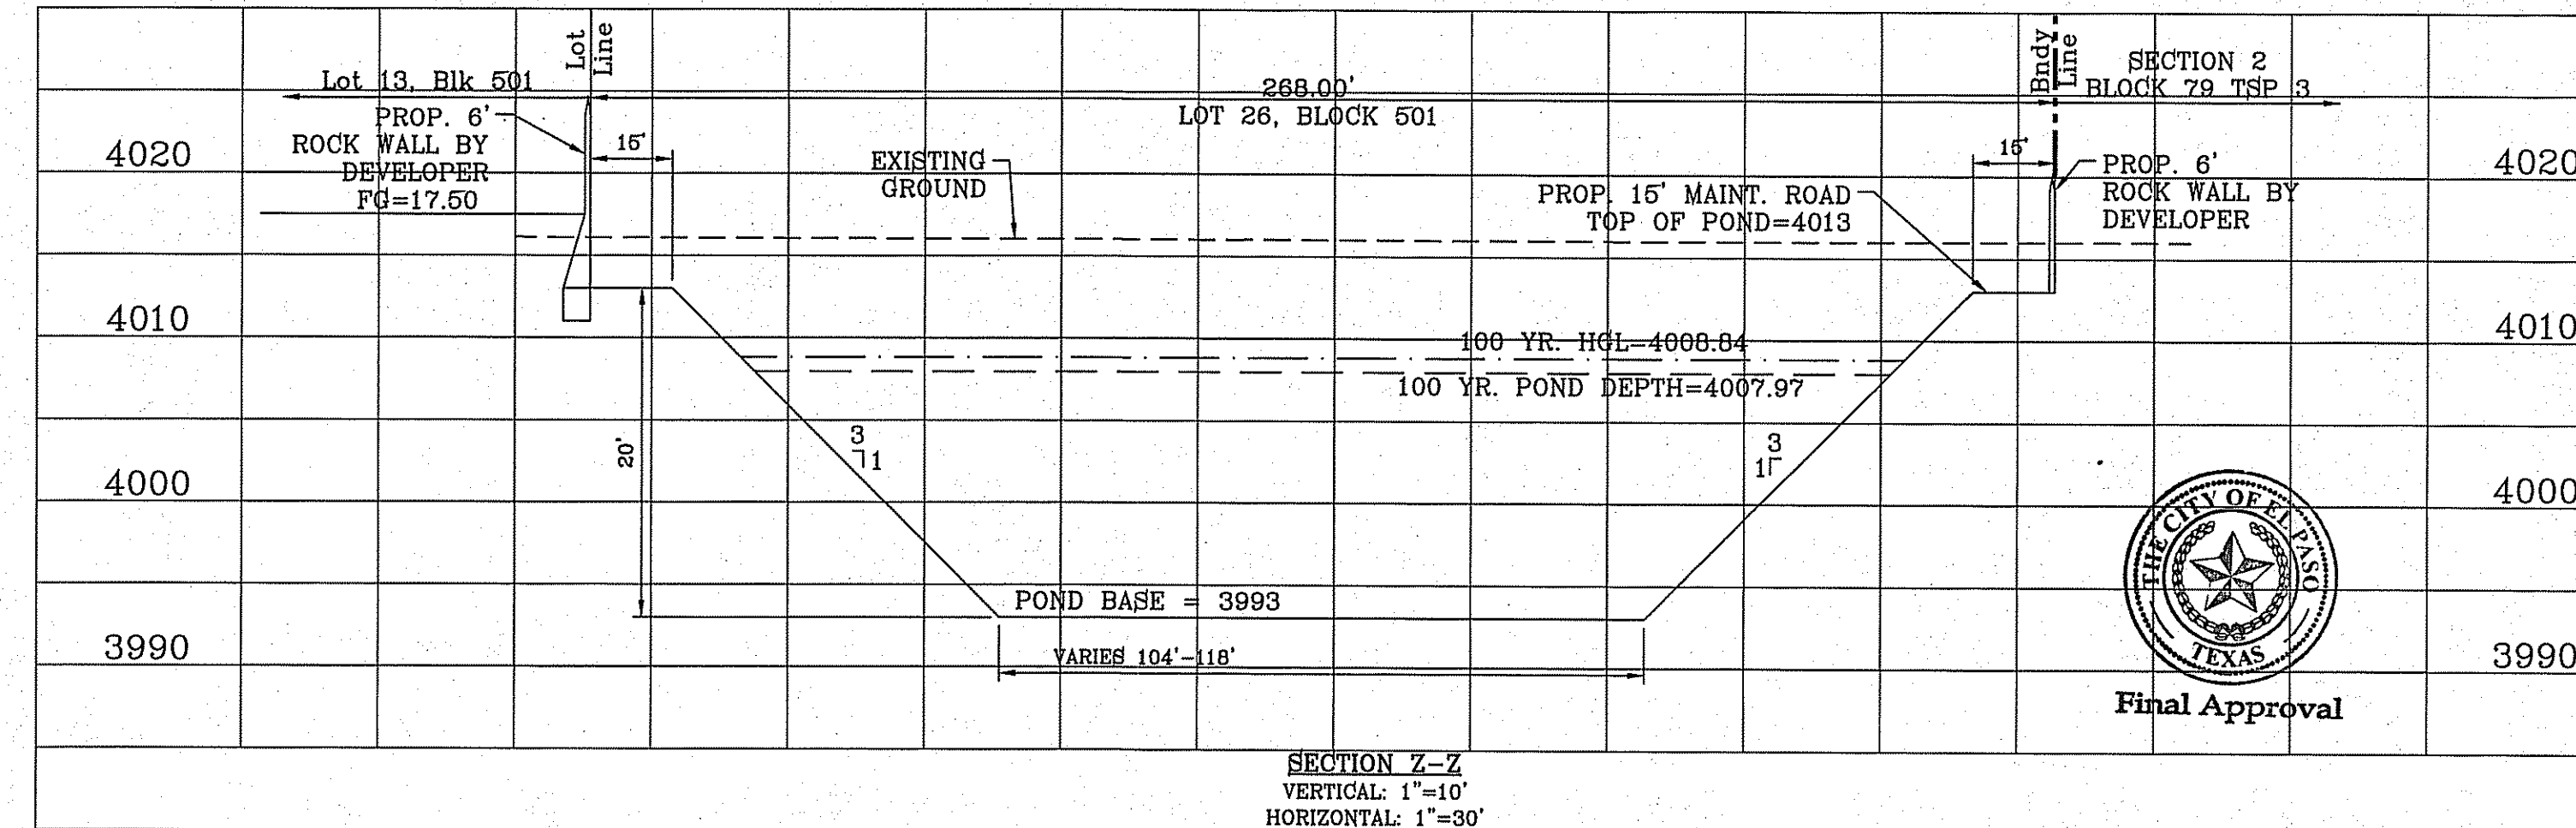 Lot
Line
Bndy
Line
Lot 13, Blk 501
268.00'
LOT 26, BLOCK 501
SECTION 2
BLOCK 79 TSP 3
PROP. 6'
ROCK WALL BY
DEVELOPER
FG=17.50
15'
EXISTING
GROUND
15'
PROP. 6'
ROCK WALL BY
DEVELOPER
PROP. 15' MAINT. ROAD
TOP OF POND=4013
4020
4020
4010
4010
100 YR. HGL=4008.84
100 YR. POND DEPTH=4007.97
20'
3
1
3
1
4000
4000
POND BASE = 3993
VARIES 104'-118'
3990
3990
THE CITY OF EL PASO
TEXAS
Final Approval
SECTION Z-Z
VERTICAL: 1"=10'
HORIZONTAL: 1"=30'